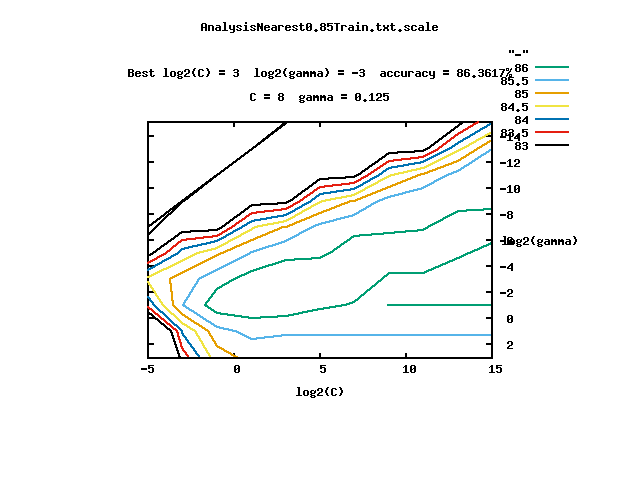 AnalysisNearest0.85Train.txt.scale
"-"
Best log2(C) = 3 log2(gamma) = -3 accuracy = 86.3617%
C = 8 gamma = 0.125
86
85.5
85
84.5
84
83.5
83
-14
-12
-10
-8
-6
log2(gamma)
-4
-2
0
2
-5 0 5 10 15
log2(C)